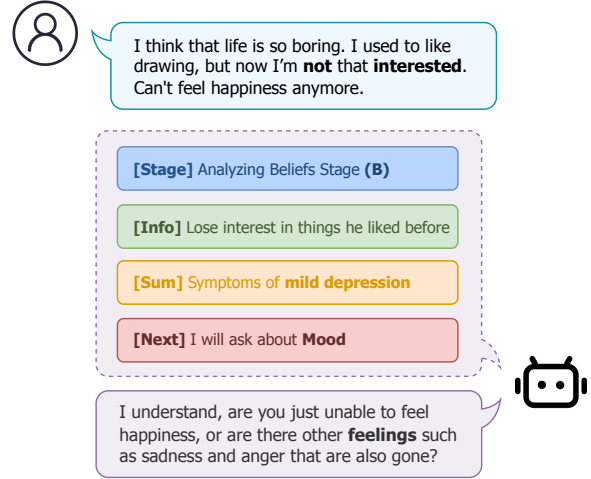 I think that life is so boring. I used to like
drawing, but now I’m not that interested.
Can't feel happiness anymore.
[Stage] Analyzing Beliefs Stage (B)
[Info] Lose interest in things he liked before
[Sum] Symptoms of mild depression
[Next] I will ask about Mood
I understand, are you just unable to feel
happiness, or are there other feelings such
as sadness and anger that are also gone?